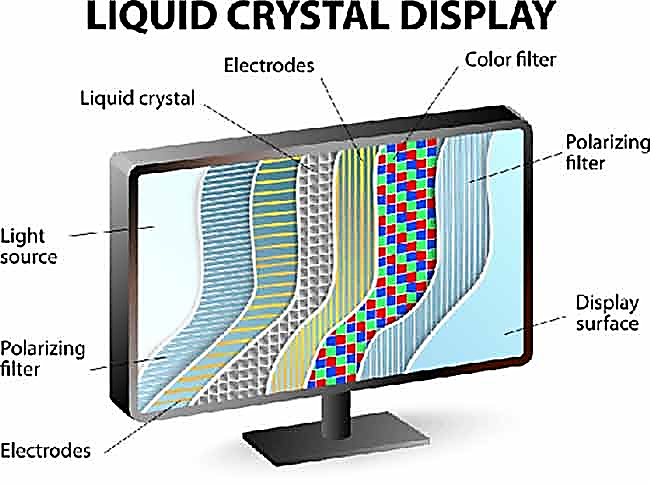 LIQUID CRYSTAL DISPLAY
Electrodes
Color filter
Liquid crystal
Polarizing
filter
Light
source
Display
surface
Polarizing
filter
Electrodes